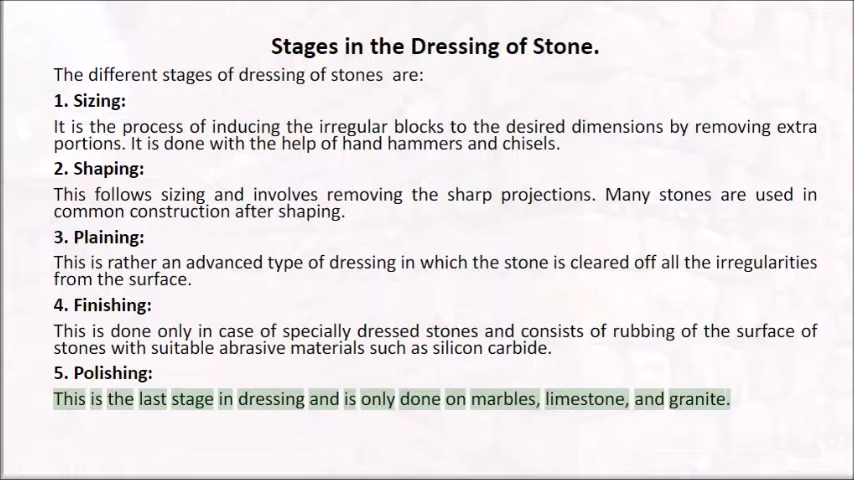 Stages in the Dressing of Stone.
The different stages of dressing of stones are:
1. Sizing:
It is the process of inducing the irregular blocks to the desired dimensions by removing extra
portions. It is done with the help of hand hammers and chisels.
2. Shaping:
This follows sizing and involves removing the sharp projections. Many stones are used in
common construction after shaping.
3. Plaining:
This is rather an advanced type of dressing in which the stone is cleared off all the irregularities
from the surface.
4. Finishing:
This is done only in case of specially dressed stones and consists of rubbing of the surface of
stones with suitable abrasive materials such as silicon carbide.
5. Polishing:
This is the last stage in dressing and is only done on marbles, limestone, and granite.